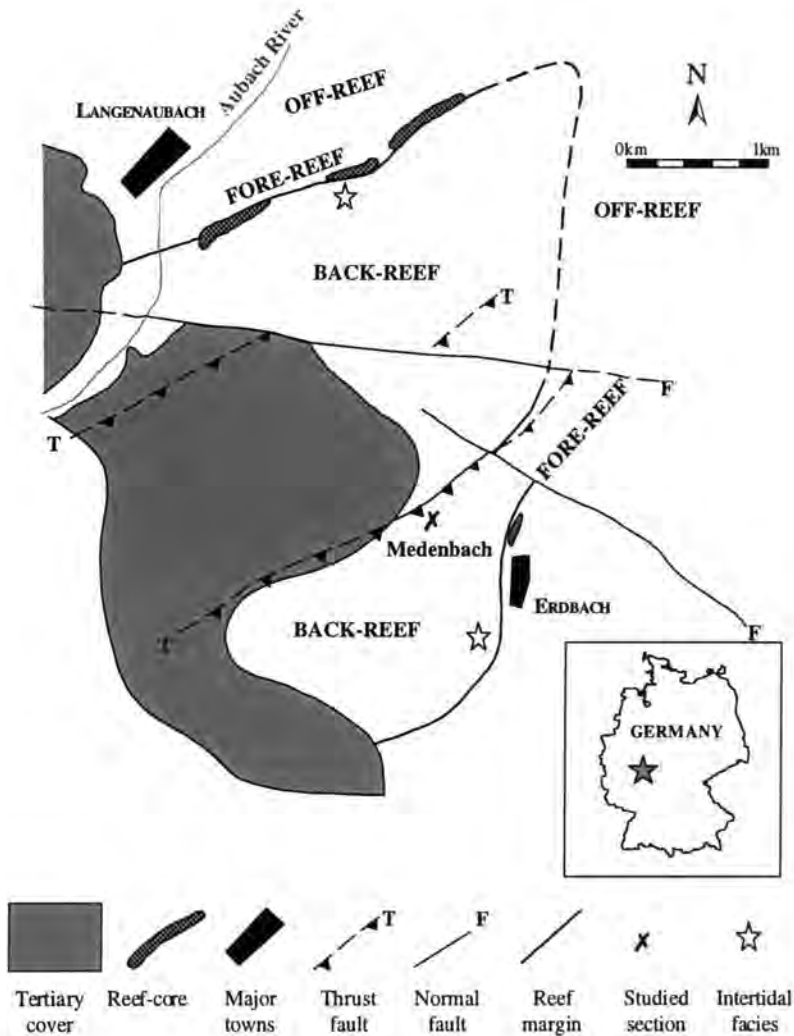 Aubach River
OFF-REEF
N
LANGENAUBACH
0km 1km
FORE-REEF
OFF-REEF
BACK-REEF
T
F
T
FORE-REEF
Medenbach
ERDBACH
BACK-REEF
T
F
GERMANY
T F
Tertiary cover
Reef-core
Major towns
Thrust fault
Normal fault
Reef margin
Studied section
Intertidal facies